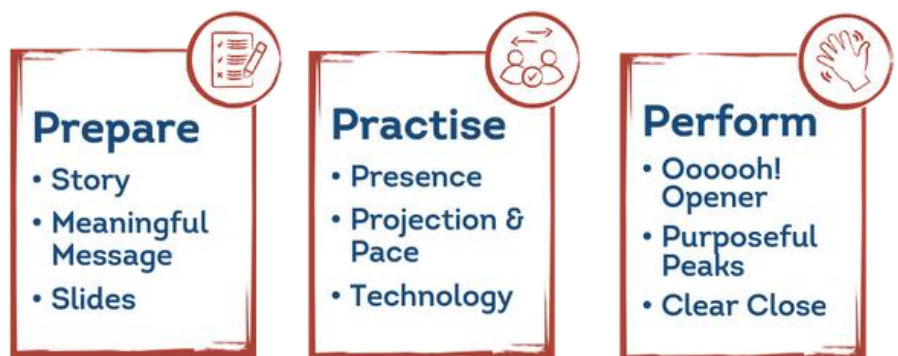 Prepare
• Story
• Meaningful
Message
• Slides
Practise
• Presence
• Projection &
Pace
• Technology
Perform
• Oooooh!
Opener
• Purposeful
Peaks
• Clear Close